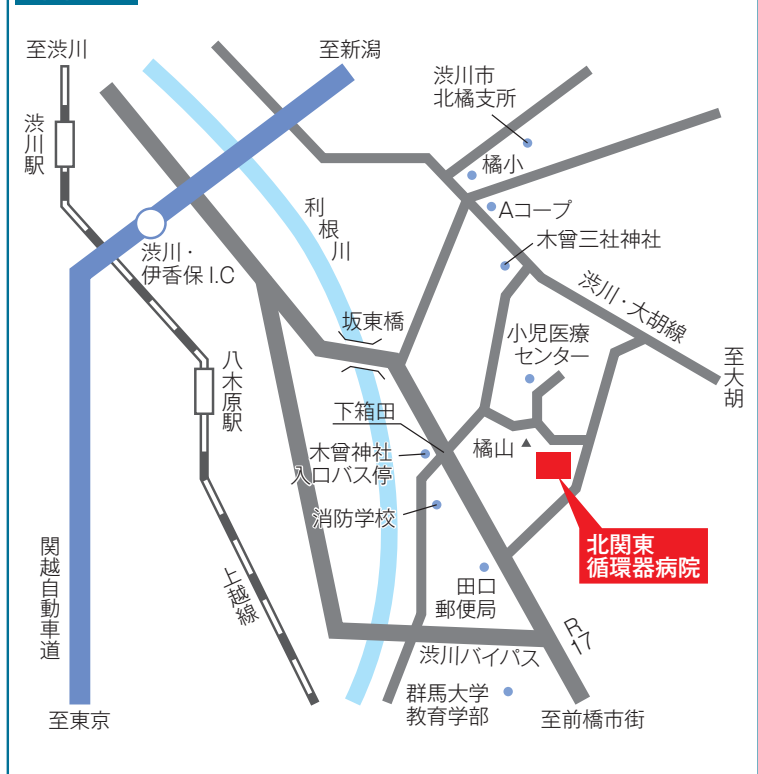 至渋川
至新潟
渋川市
北橘支所
渋川駅
橘小
利根川
Aコープ
木曾三社神社
渋川・
伊香保I.C
渋川・大胡線
坂東橋
小児医療
センター
至大胡
八木原駅
下箱田
橘山
木曾神社
入口バス停
消防学校
北関東
循環器病院
関越自動車道
上越線
田口
郵便局
R17
渋川バイパス
群馬大学
教育学部
至東京
至前橋市街